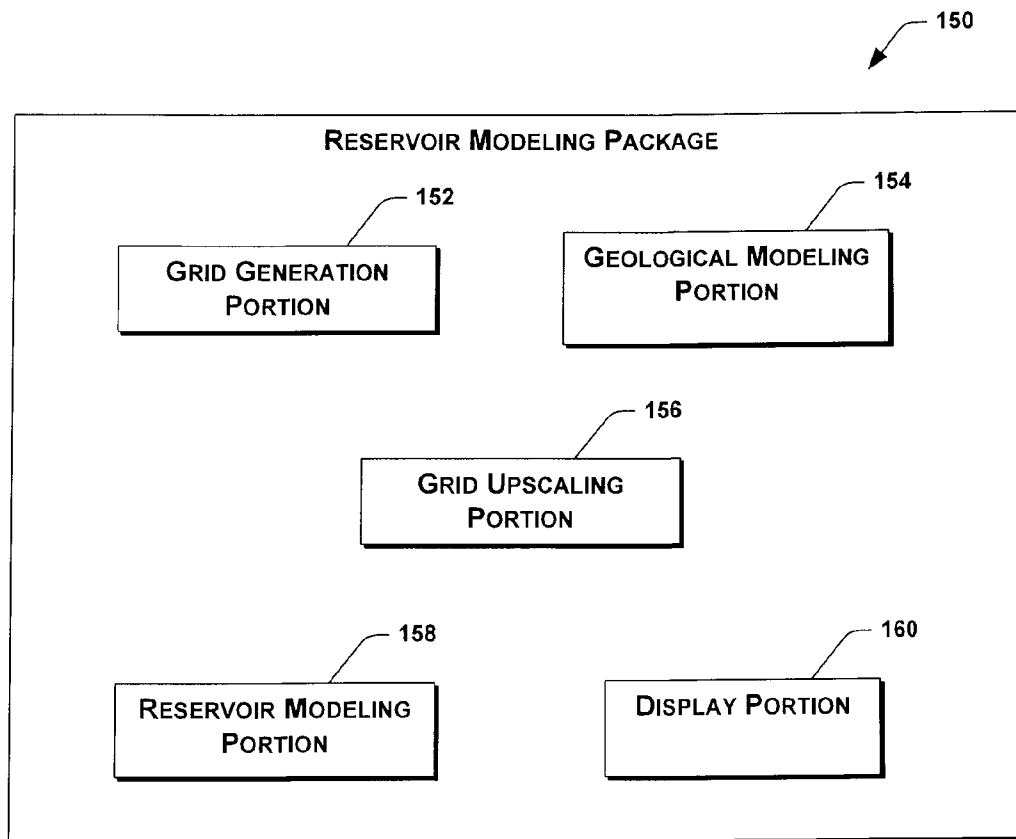 150
RESERVOIR MODELING PACKAGE
152
154
GRID GENERATION
PORTION
GEOLOGICAL MODELING
PORTION
156
GRID UPSCALING
PORTION
158
160
RESERVOIR MODELING
PORTION
DISPLAY PORTION